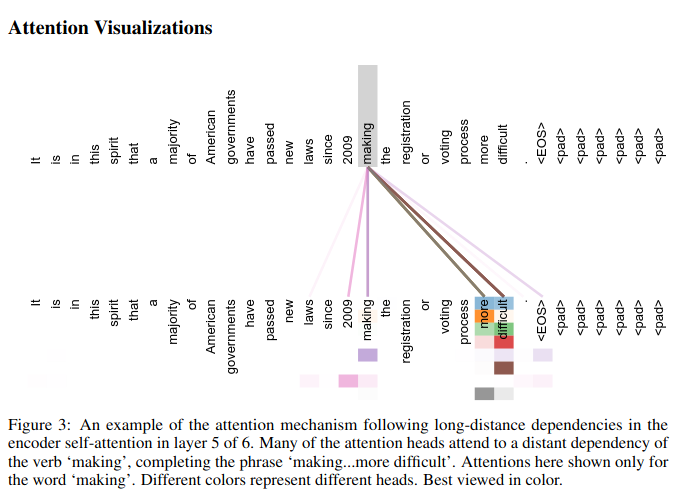 Attention Visualizations
It is in this spirit that a majority of American governments have passed new laws since 2009 making the registration or voting process more difficult . <EOS> <pad> <pad> <pad> <pad> <pad> <pad>
It is in this spirit that a majority of American governments have passed new laws since 2009 making the registration or voting process more difficult . <EOS> <pad> <pad> <pad> <pad> <pad> <pad>
Figure 3: An example of the attention mechanism following long-distance dependencies in the
encoder self-attention in layer 5 of 6. Many of the attention heads attend to a distant dependency of
the verb ‘making’, completing the phrase ‘making...more difficult’. Attentions here shown only for
the word ‘making’. Different colors represent different heads. Best viewed in color.